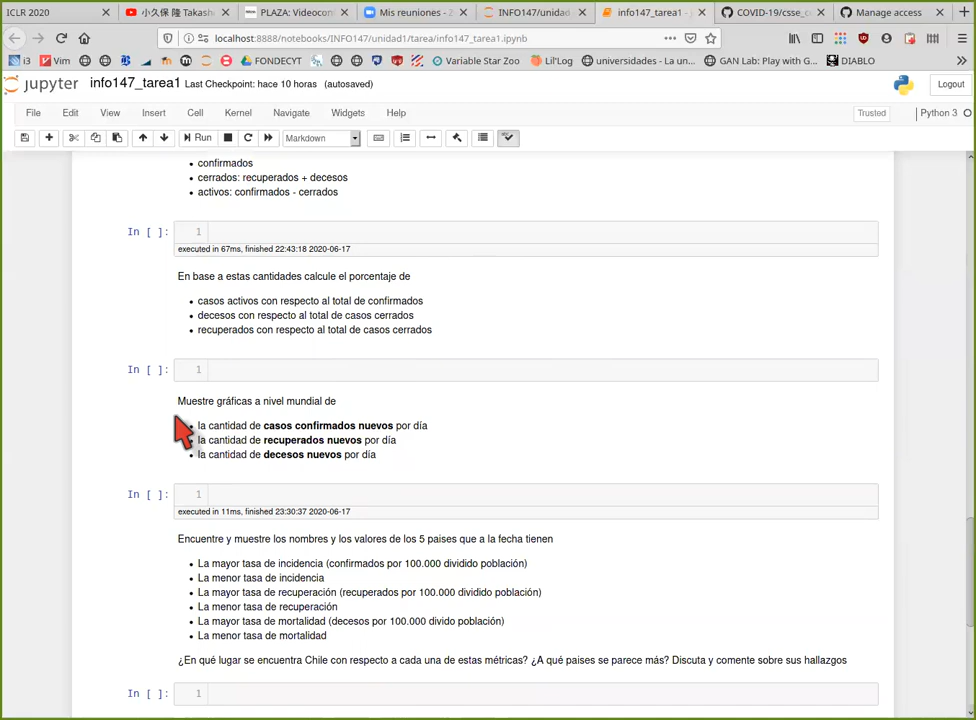 ICLR 2020
小久保 隆 Takash
PLAZA: Videocon
Mis reuniones - Z
INFO147/unidad
info147_tarea1 - J
COVID-19/csse_c
Manage access
localhost:8888/notebooks/INFO147/unidad1/tarea/info147_tarea1.ipynb
i3
Vim
FONDECYT
Variable Star Zoo
Lil'Log
universidades - La un...
GAN Lab: Play with G...
DIABLO
jupyter info147_tarea1 Last Checkpoint: hace 10 horas (autosaved)
Logout
File Edit View Insert Cell Kernel Navigate Widgets Help
Trusted
Python 3
Run
Markdown
confirmados
cerrados: recuperados + decesos
activos: confirmados - cerrados
In [ ]: 1
executed in 67ms, finished 22:43:18 2020-06-17
En base a estas cantidades calcule el porcentaje de
casos activos con respecto al total de confirmados
decesos con respecto al total de casos cerrados
recuperados con respecto al total de casos cerrados
In [ ]: 1
Muestre gráficas a nivel mundial de
la cantidad de casos confirmados nuevos por día
la cantidad de recuperados nuevos por día
la cantidad de decesos nuevos por día
In [ ]: 1
executed in 11ms, finished 23:30:37 2020-06-17
Encuentre y muestre los nombres y los valores de los 5 paises que a la fecha tienen
La mayor tasa de incidencia (confirmados por 100.000 dividido población)
La menor tasa de incidencia
La mayor tasa de recuperación (recuperados por 100.000 dividido población)
La menor tasa de recuperación
La mayor tasa de mortalidad (decesos por 100.000 divido población)
La menor tasa de mortalidad
¿En qué lugar se encuentra Chile con respecto a cada una de estas métricas? ¿A qué paises se parece más? Discuta y comente sobre sus hallazgos
In [ ]: 1